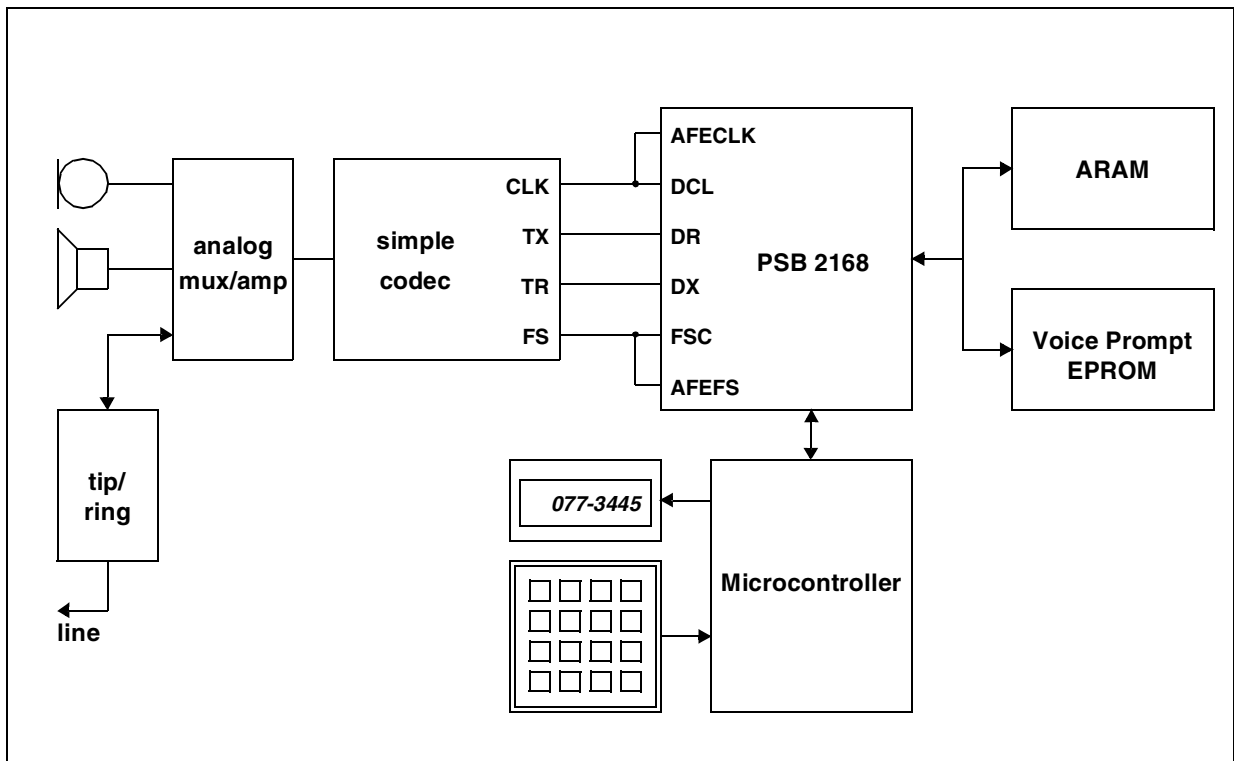 analog
mux/amp
simple
codec
CLK
TX
TR
FS
AFECLK
DCL
DR
DX
FSC
AFEFS
PSB 2168
ARAM
Voice Prompt
EPROM
tip/
ring
line
077-3445
Microcontroller